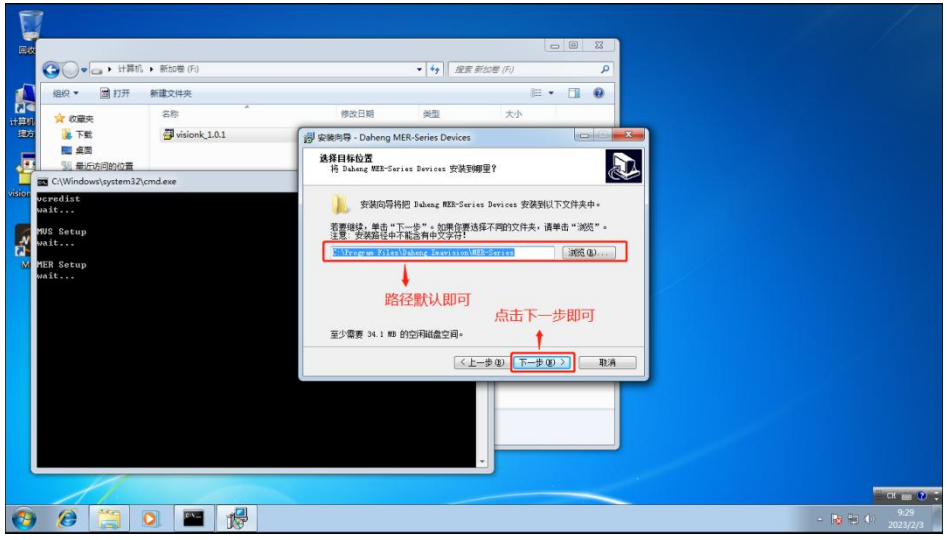 回收
计算机 ▸ 新加卷 (F:)
搜索 新加卷 (F:)
组织 ▾
打开
新建文件夹
收藏夹
下载
桌面
最近访问的位置
名称
修改日期
类型
大小
visionk_1.0.1
计算机
捷方
vision
M
C:\Windows\system32\cmd.exe
vcredist
wait...
MVS Setup
wait...
MER Setup
wait...
安装向导 - Daheng MER-Series Devices
选择目标位置
将 Daheng MER-Series Devices 安装到哪里?
安装向导将把 Daheng MER-Series Devices 安装到以下文件夹中。
若要继续,单击“下一步”。如果你要选择不同的文件夹,请单击“浏览”。
注意:安装路径中不能含有中文字符!
C:\Program Files\Daheng Imavision\MER-Series
浏览(R)...
路径默认即可
点击下一步即可
至少需要 34.1 MB 的空闲磁盘空间。
< 上一步(B)
下一步(N) >
取消
CH
9:29
2023/2/3